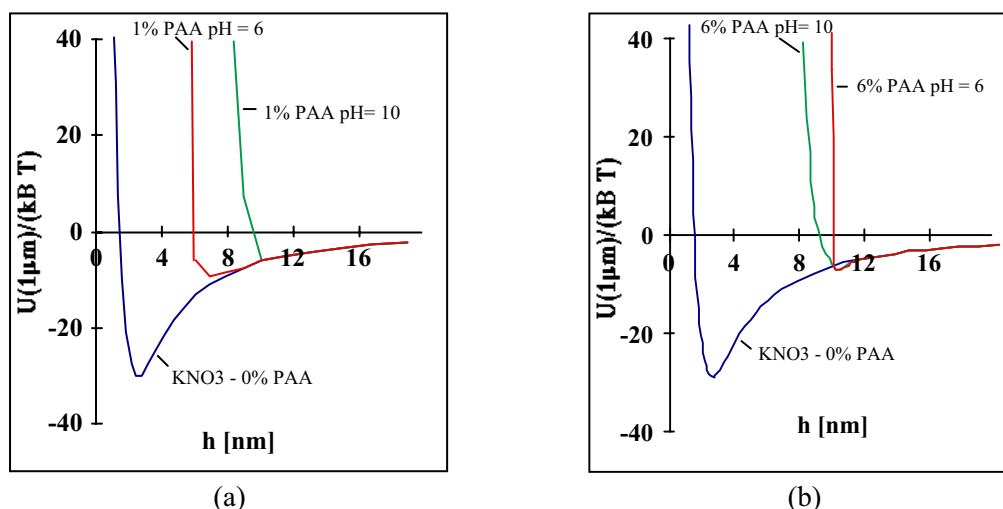 40
20
0
-20
-40
0
4
8
12
16
U(1μm)/(kB T)
h [nm]
1% PAA pH = 6
1% PAA pH= 10
KNO3 - 0% PAA
(a)
40
20
0
-20
-40
0
4
8
12
16
U(1μm)/(kB T)
h [nm]
6% PAA pH= 10
6% PAA pH = 6
KNO3 - 0% PAA
(b)